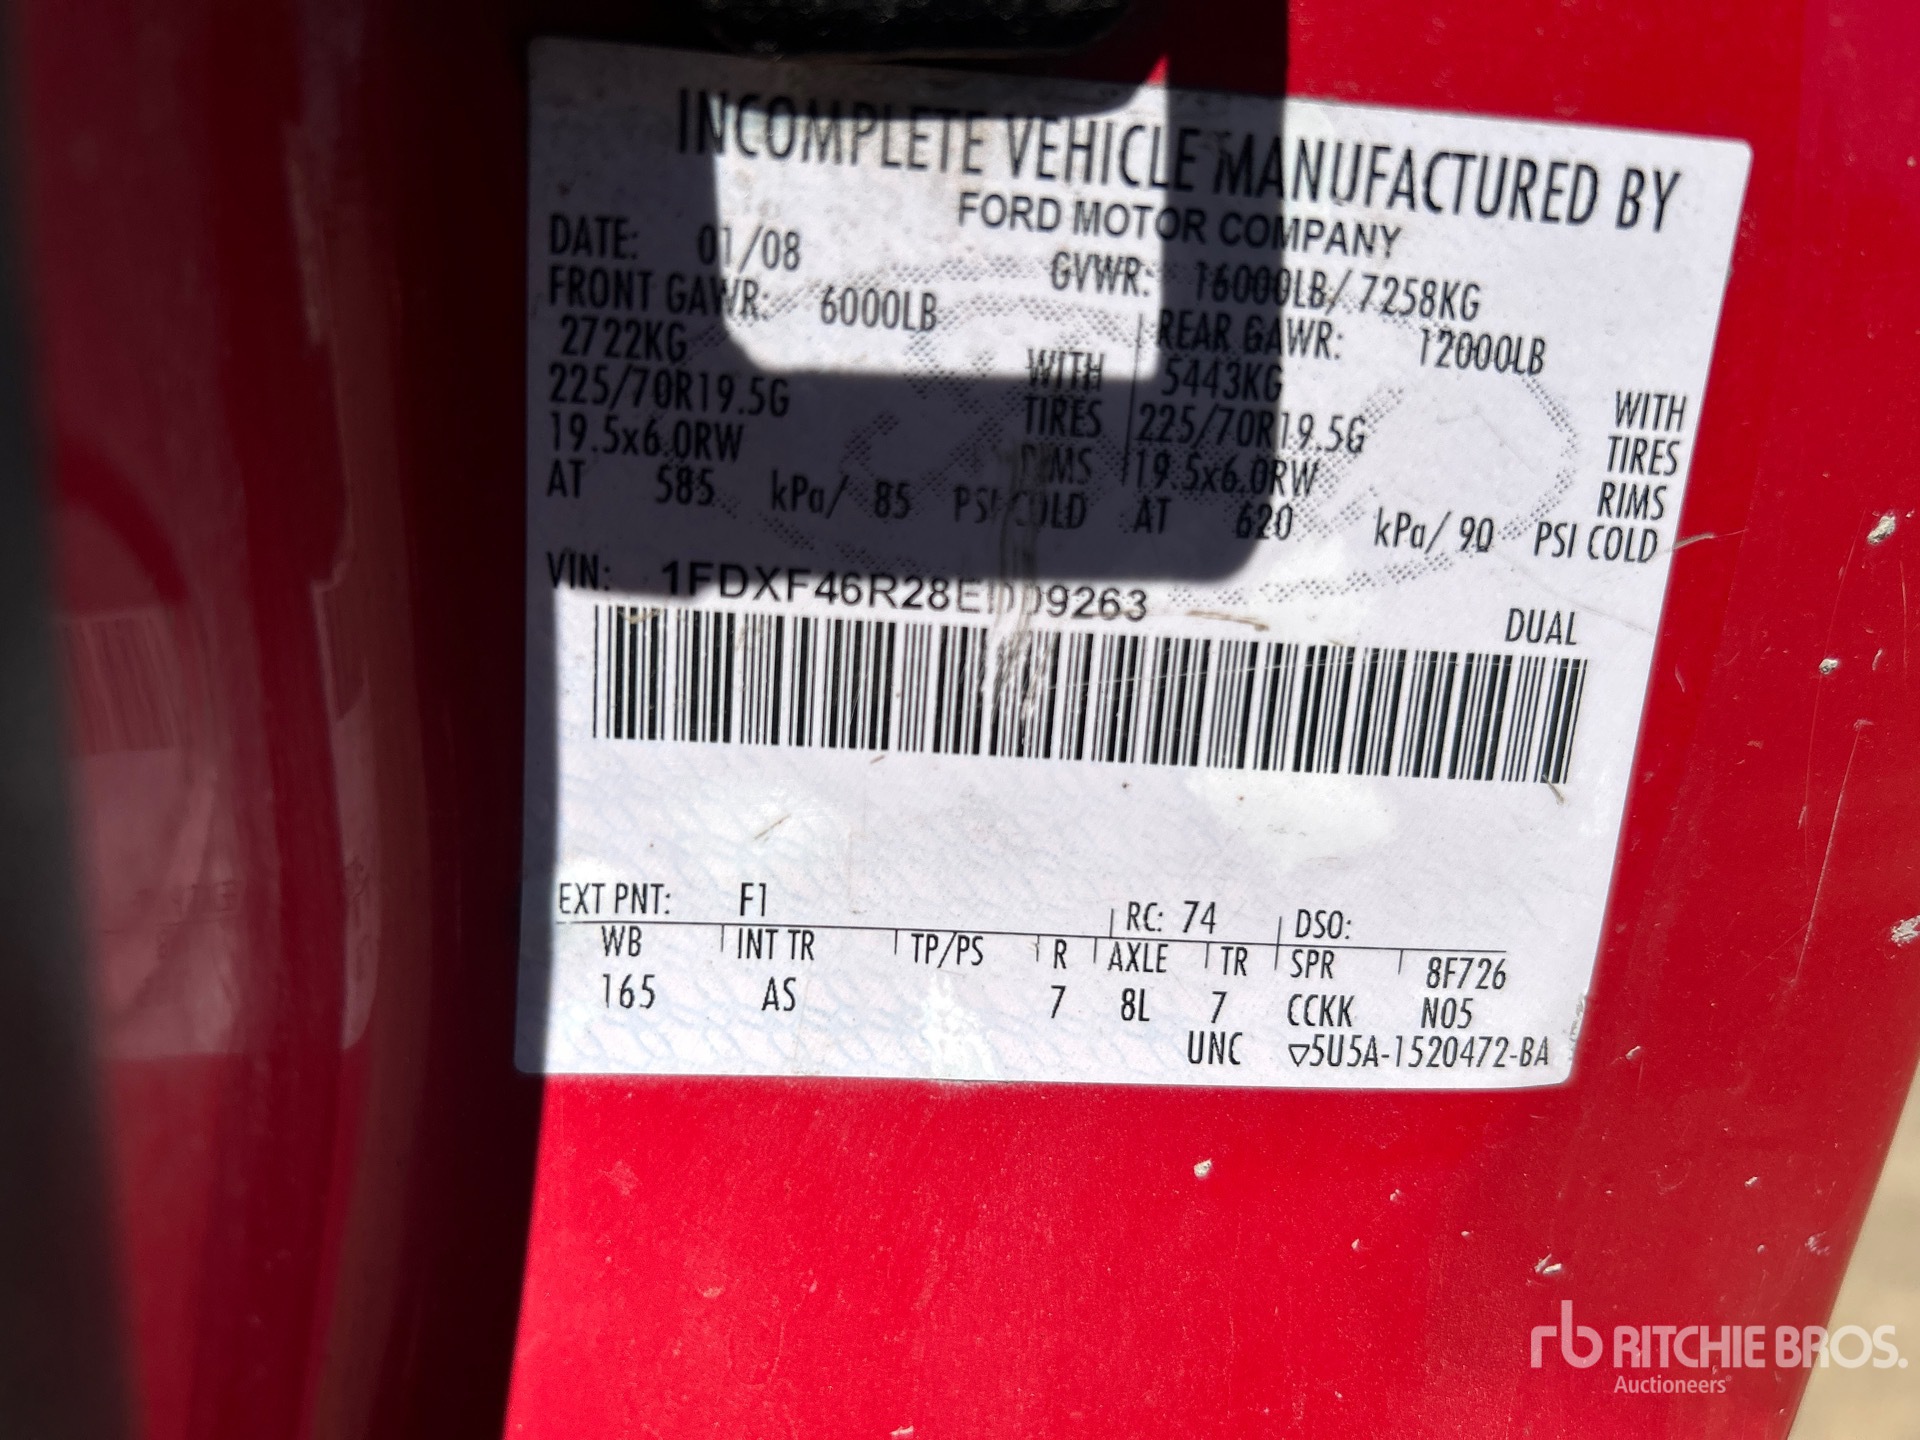 INCOMPLETE VEHICLE MANUFACTURED BY
FORD MOTOR COMPANY
DATE: 01/08 GVWR: 16000LB/ 7258KG
FRONT GAWR: 6000LB REAR GAWR: 12000LB
2722KG WITH 5443KG WITH
225/70R19.5G TIRES 225/70R19.5G TIRES
19.5x6.0RW RIMS 19.5x6.0RW RIMS
AT 585 kPa/ 85 PSI COLD AT 620 kPa/ 90 PSI COLD
VIN:
DUAL
EXT PNT: F1 RC: 74 DSO:
WB INT TR TP/PS R AXLE TR SPR 8F726
165 AS 7 8L 7 CCKK N05
UNC ▽5U5A-1520472-BA
rb RITCHIE BROS.
Auctioneers